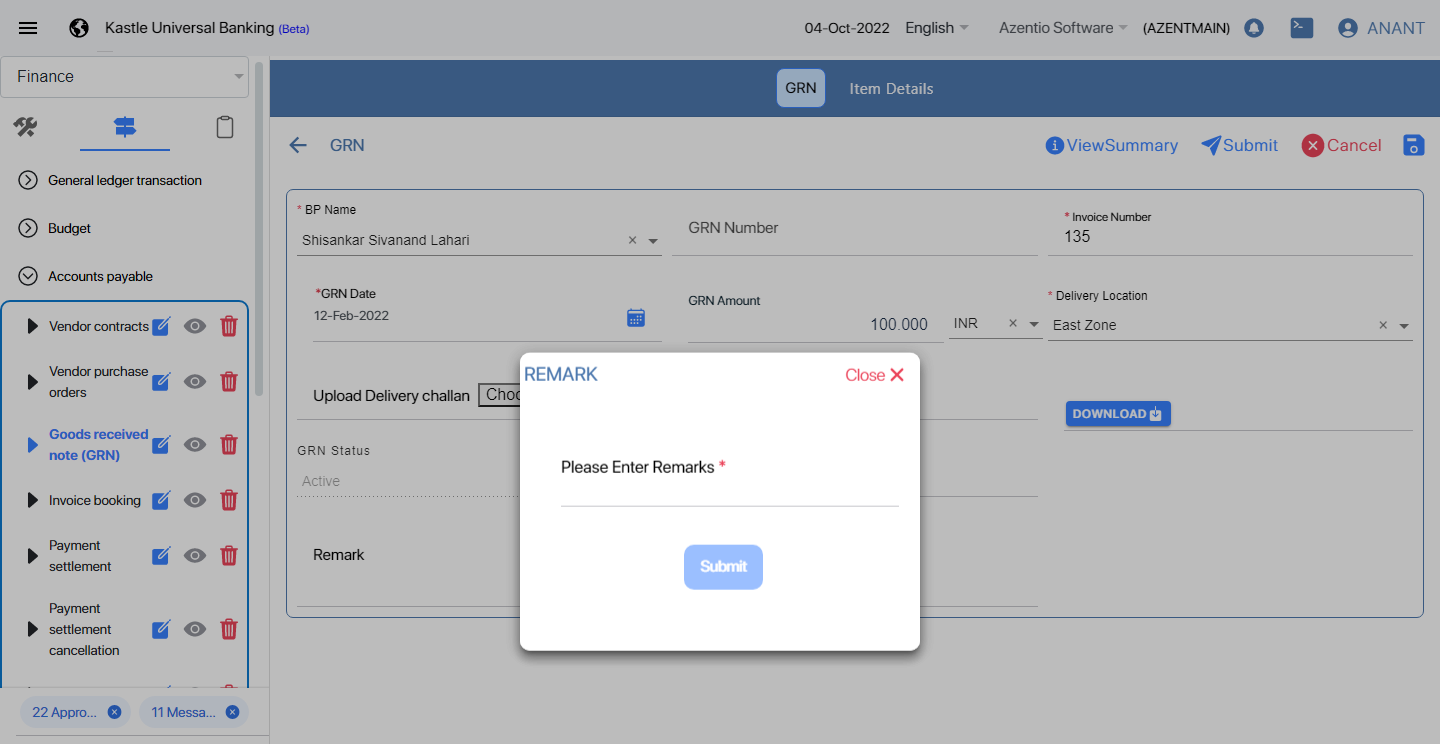 Kastle Universal Banking (Beta)
04-Oct-2022
English
Azentio Software
(AZENTMAIN)
ANANT
Finance
General ledger transaction
Budget
Accounts payable
Vendor contracts
Vendor purchase
orders
Goods received
note (GRN)
Invoice booking
Payment
settlement
Payment
settlement
cancellation
22 Appro...
11 Messa...
GRN
Item Details
GRN
ViewSummary
Submit
Cancel
* BP Name
Shisankar Sivanand Lahari
GRN Number
* Invoice Number
135
*GRN Date
12-Feb-2022
GRN Amount
100.000
INR
* Delivery Location
East Zone
Upload Delivery challan
DOWNLOAD
GRN Status
Active
Remark
REMARK
Close
Please Enter Remarks *
Submit